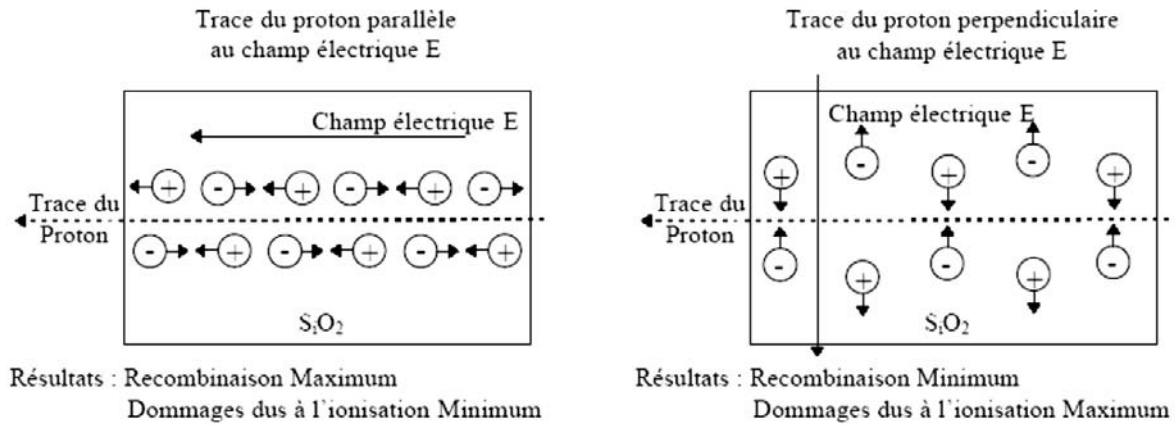 Trace du proton parallèle
au champ électrique E
Champ électrique E
+ - + - + -
Trace du
Proton
- + - + - +
SiO2
Résultats : Recombinaison Maximum
Dommages dus à l'ionisation Minimum
Trace du proton perpendiculaire
au champ électrique E
Champ électrique E
+ - + - +
Trace du
Proton
- + - + -
SiO2
Résultats : Recombinaison Minimum
Dommages dus à l'ionisation Maximum